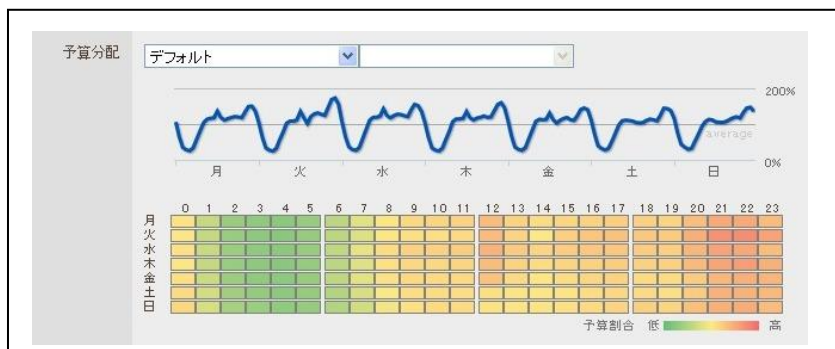 予算分配 デフォルト
200%
average
0%
月 火 水 木 金 土 日
0 1 2 3 4 5 6 7 8 9 10 11 12 13 14 15 16 17 18 19 20 21 22 23
月
火
水
木
金
土
日
予算割合 低 高